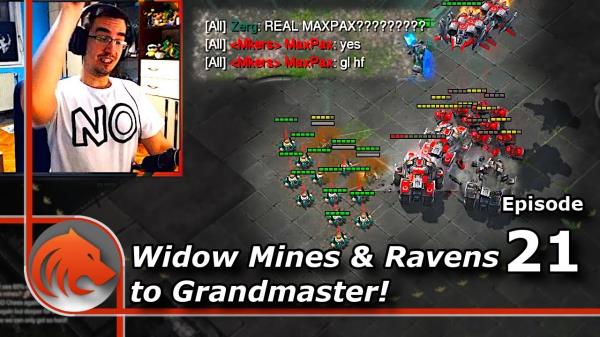 [All] Zerg: REAL MAXPAX?????????
[All] <Mkers> MaxPax: yes
[All] <Mkers> MaxPax: gl hf
NO
Episode
21
Widow Mines & Ravens
to Grandmaster!